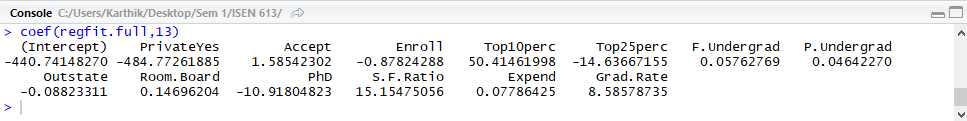 Console C:/Users/Karthik/Desktop/Sem 1/ISEN 613/
> coef(regfit.full,13)
(Intercept) PrivateYes Accept Enroll Top10perc Top25perc F.Undergrad P.Undergrad
-440.74148270 -484.77261885 1.58542302 -0.87824288 50.41461998 -14.63667155 0.05762769 0.04642270
Outstate Room.Board PhD S.F.Ratio Expend Grad.Rate
-0.08823311 0.14696204 -10.91804823 15.15475056 0.07786425 8.58578735
>